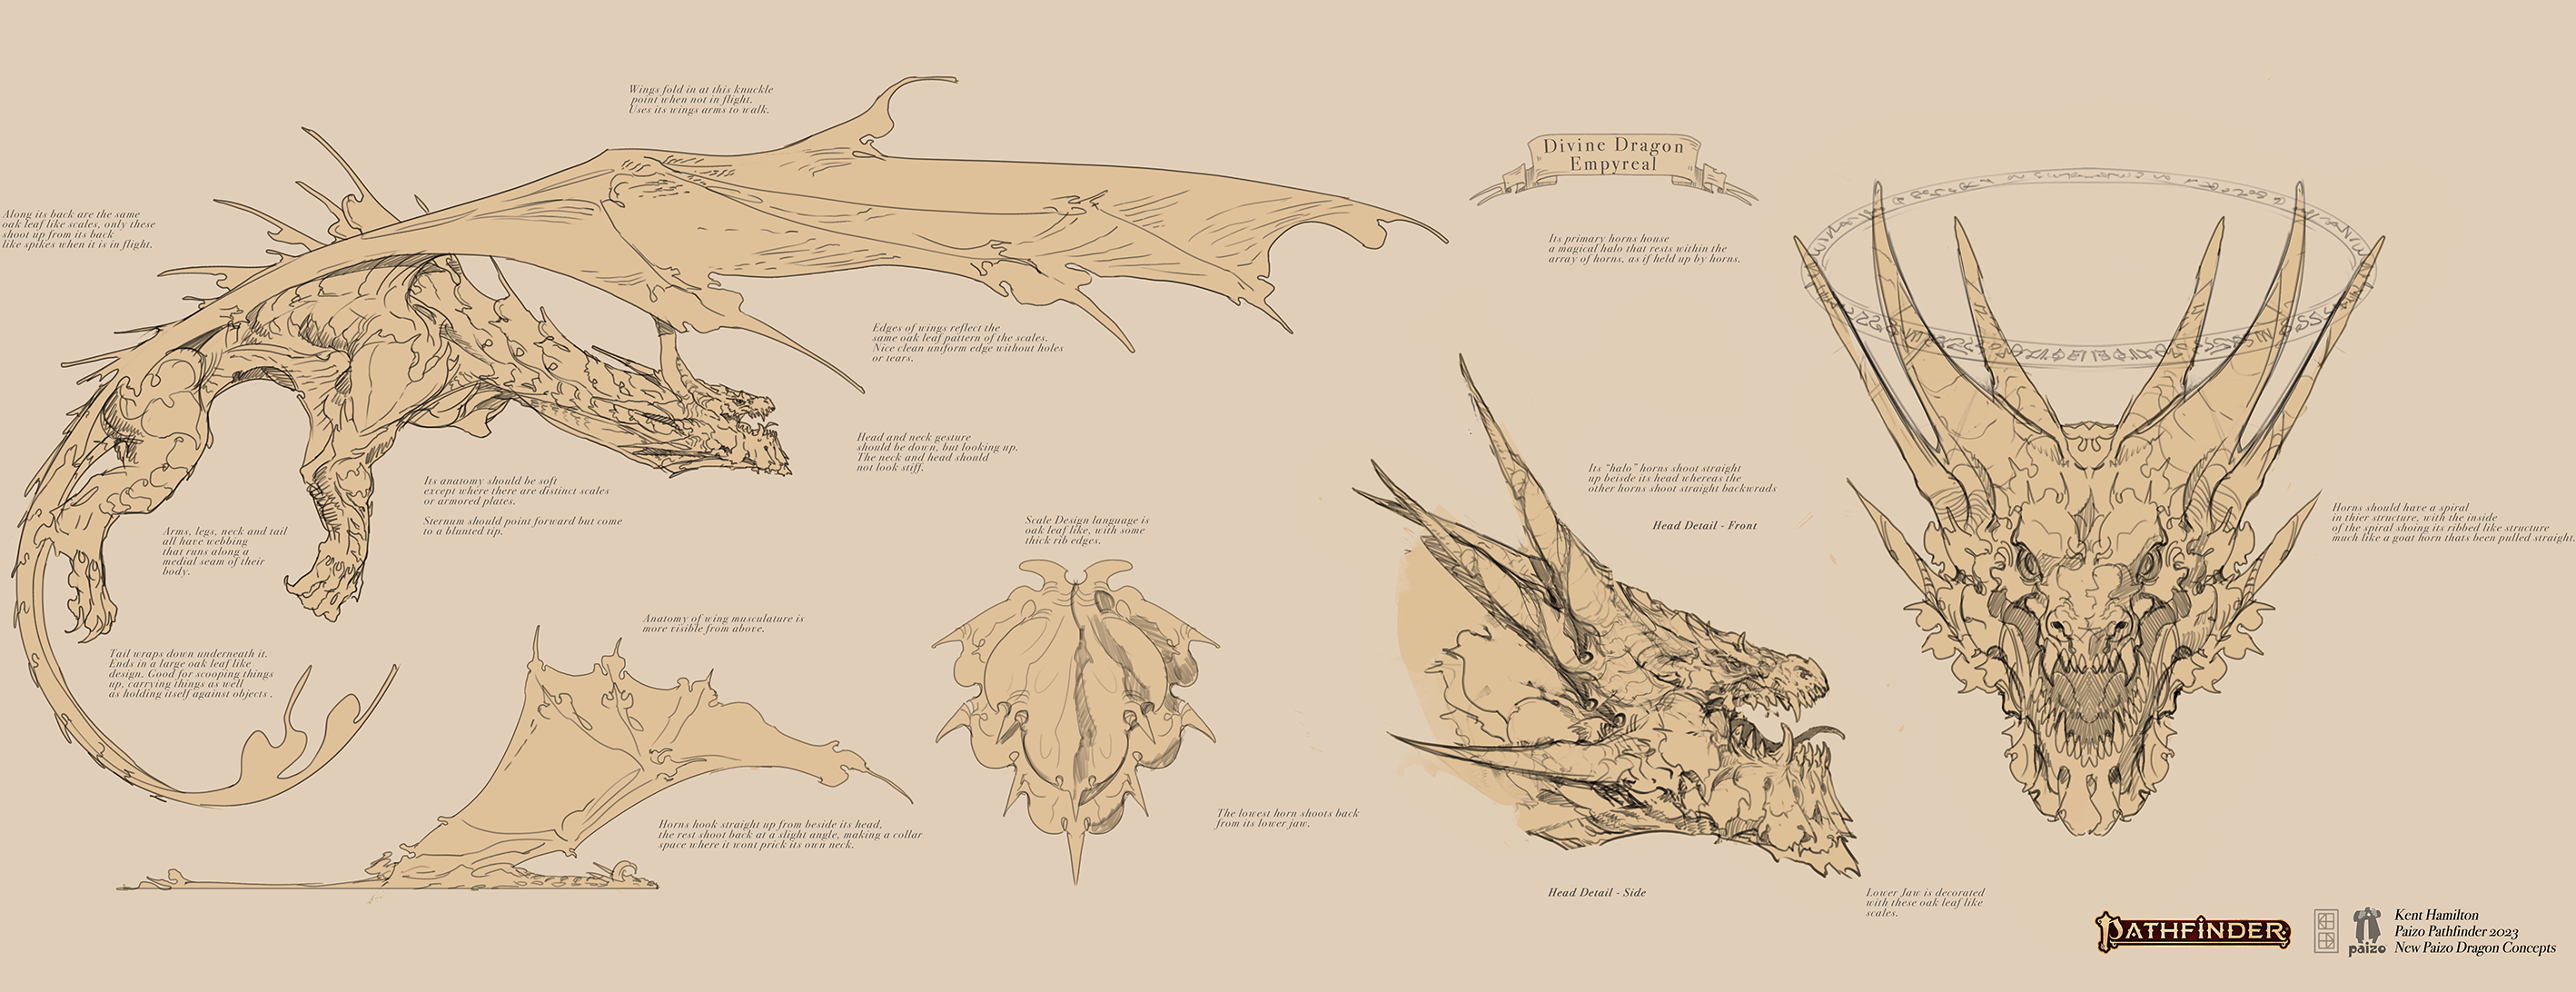 Wings fold in at this knuckle
point when not in flight.
Uses its wings arms to walk.
Divine Dragon
Empyreal
Along its back are the same
oak leaf like scales, only these
shoot up from its back
like spikes when it is in flight.
Its primary horns house
a magical halo that rests within the
array of horns, as if held up by horns.
Edges of wings reflect the
same oak leaf pattern of the scales.
Nice clean uniform edge without holes
or tears.
Head and neck gesture
should be down, but looking up.
The neck and head should
not look stiff.
Its anatomy should be soft
except where there are distinct scales
or armored plates.
Sternum should point forward but come
to a blunted tip.
Its "halo" horns shoot straight
up beisde its head whereas the
other horns shoot straight backwrads
Head Detail - Front
Horns should have a spiral
in thier structure, with the inside
of the spiral shoing its ribbed like structure
much like a goat horn thats been pulled straight.
Arms, legs, neck and tail
all have webbing
that runs along a
medial seam of their
body.
Scale Design language is
oak leaf like, with some
thick rib edges.
Anatomy of wing musculature is
more visible from above.
Tail wraps down underneath it.
Ends in a large oak leaf like
design. Good for scooping things
up, carrying things as well
as holding itself against objects .
Horns hook straight up from beside its head,
the rest shoot back at a slight angle, making a collar
space where it wont prick its own neck.
The lowest horn shoots back
from its lower jaw.
Head Detail - Side
Lower Jaw is decorated
with these oak leaf like
scales.
PATHFINDER
paizo
Kent Hamilton
Paizo Pathfinder 2023
New Paizo Dragon Concepts